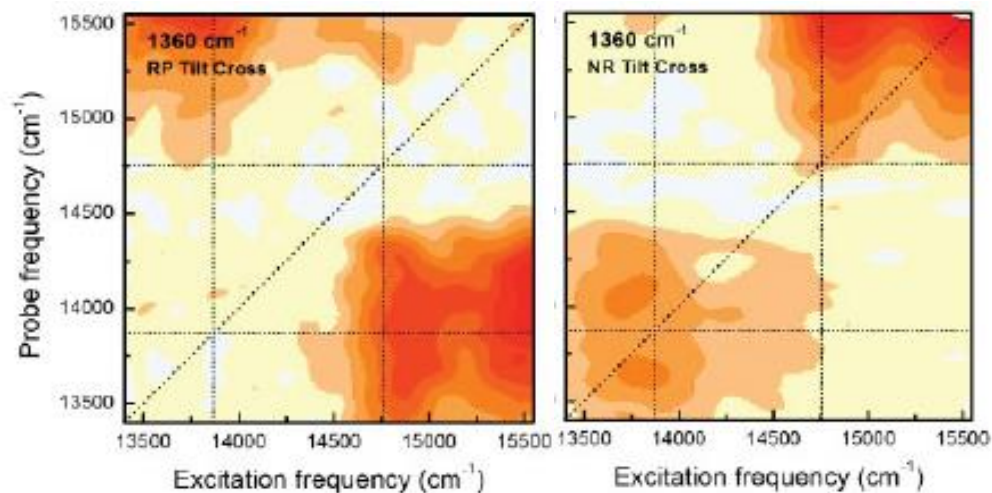 1360 cm⁻¹
RP Tilt Cross
15500
15000
14500
14000
13500
Probe frequency (cm⁻¹)
13500 14000 14500 15000 15500
Excitation frequency (cm⁻¹)
1360 cm⁻¹
NR Tilt Cross
13500 14000 14500 15000 15500
Excitation frequency (cm⁻¹)